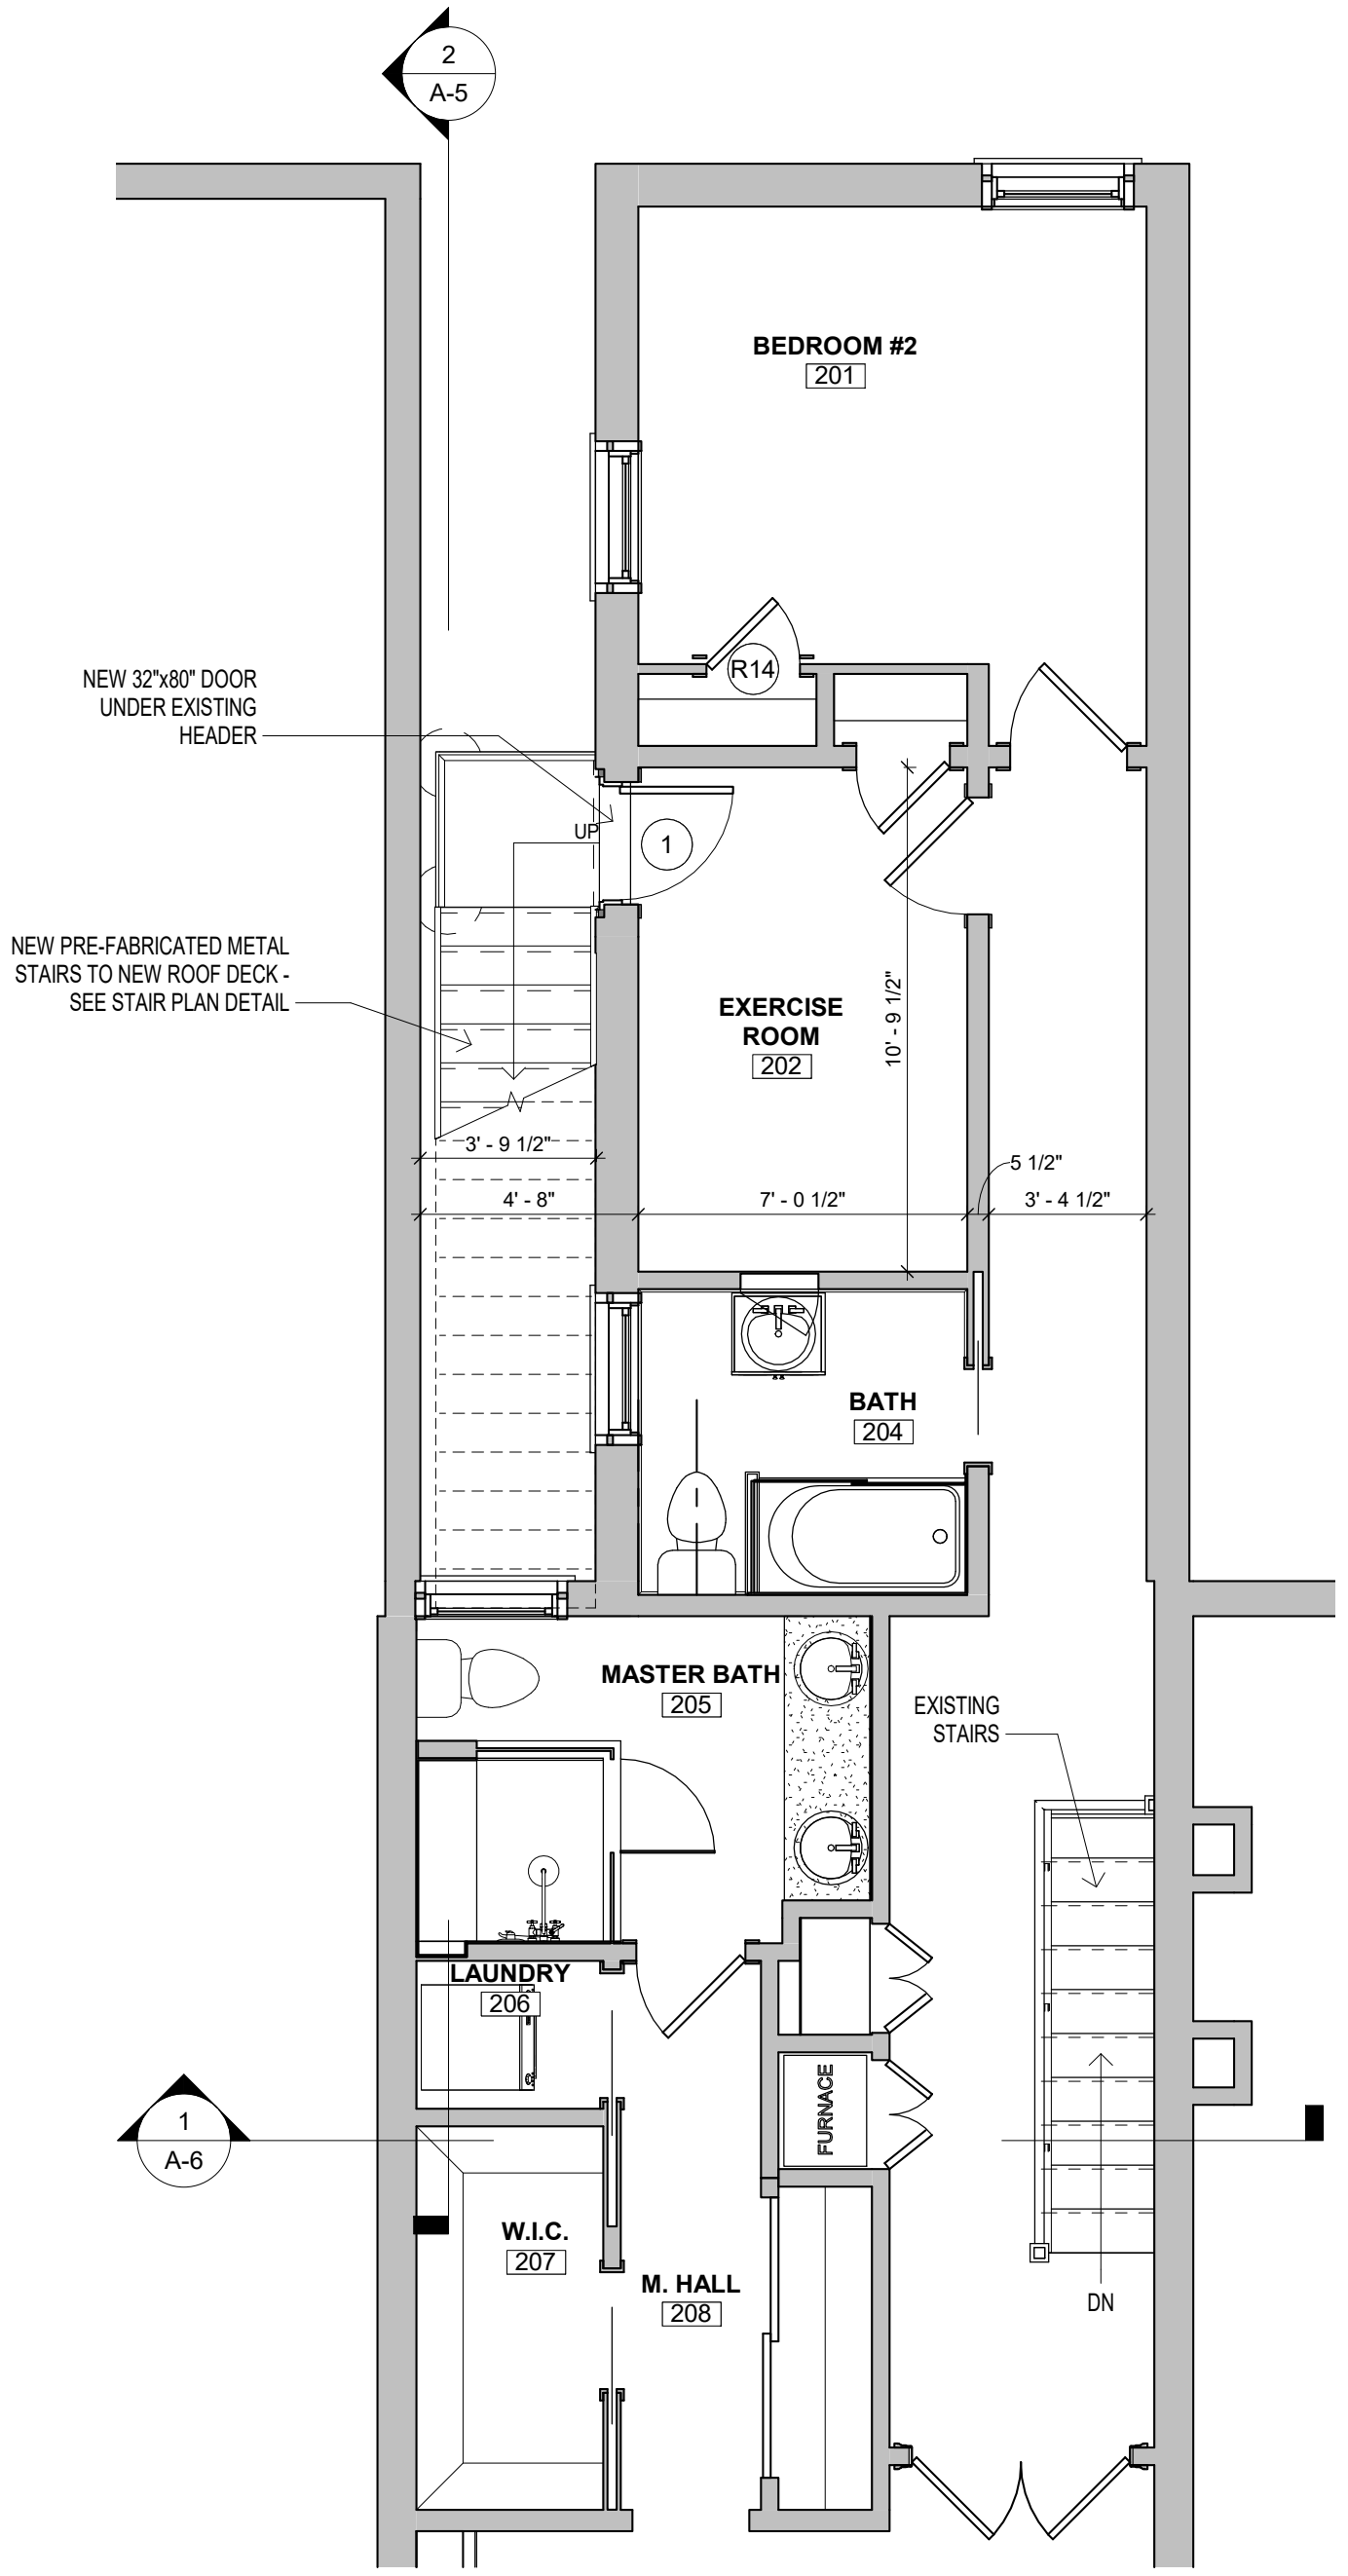 2
A-5
BEDROOM #2
201
NEW 32"x80" DOOR
UNDER EXISTING
HEADER
R14
UP
1
NEW PRE-FABRICATED METAL
STAIRS TO NEW ROOF DECK -
SEE STAIR PLAN DETAIL
EXERCISE
ROOM
202
10' - 9 1/2"
3' - 9 1/2"
5 1/2"
4' - 8"
7' - 0 1/2"
3' - 4 1/2"
BATH
204
MASTER BATH
205
EXISTING
STAIRS
LAUNDRY
206
FURNACE
1
A-6
W.I.C.
207
M. HALL
208
DN